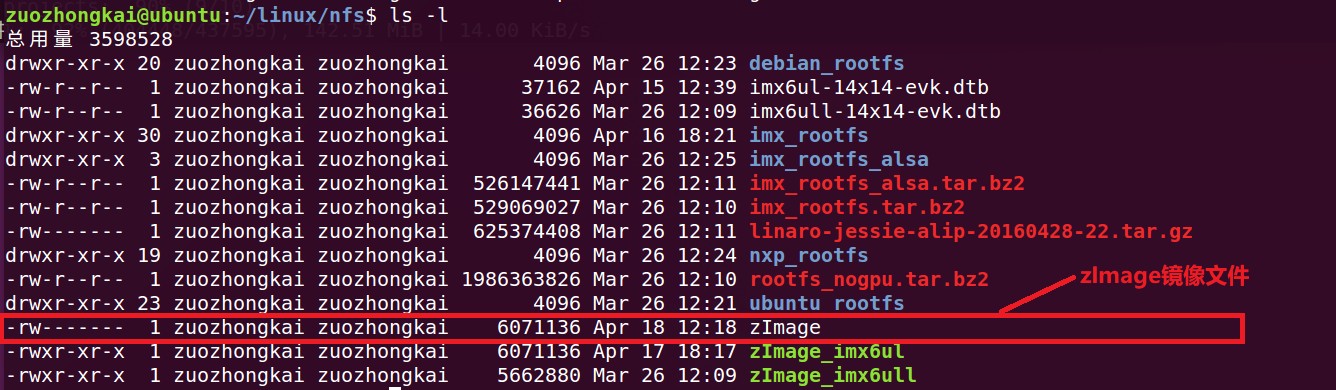 zuozhongkai@ubuntu:~/linux/nfs$ ls -l
总用量 3598528
drwxr-xr-x 20 zuozhongkai zuozhongkai 4096 Mar 26 12:23 debian_rootfs
-rw-r--r-- 1 zuozhongkai zuozhongkai 37162 Apr 15 12:39 imx6ul-14x14-evk.dtb
-rw-r--r-- 1 zuozhongkai zuozhongkai 36626 Mar 26 12:09 imx6ull-14x14-evk.dtb
drwxr-xr-x 30 zuozhongkai zuozhongkai 4096 Apr 16 18:21 imx_rootfs
drwxr-xr-x 3 zuozhongkai zuozhongkai 4096 Mar 26 12:25 imx_rootfs_alsa
-rw-r--r-- 1 zuozhongkai zuozhongkai 526147441 Mar 26 12:11 imx_rootfs_alsa.tar.bz2
-rw-r--r-- 1 zuozhongkai zuozhongkai 529069027 Mar 26 12:10 imx_rootfs.tar.bz2
-rw------- 1 zuozhongkai zuozhongkai 625374408 Mar 26 12:11 linaro-jessie-alip-20160428-22.tar.gz
drwxr-xr-x 19 zuozhongkai zuozhongkai 4096 Mar 26 12:24 nxp_rootfs
-rw-r--r-- 1 zuozhongkai zuozhongkai 1986363826 Mar 26 12:10 rootfs_nogpu.tar.bz2
zImage镜像文件
drwxr-xr-x 23 zuozhongkai zuozhongkai 4096 Mar 26 12:21 ubuntu_rootfs
-rw------- 1 zuozhongkai zuozhongkai 6071136 Apr 18 12:18 zImage
-rwxr-xr-x 1 zuozhongkai zuozhongkai 6071136 Apr 17 18:17 zImage_imx6ul
-rwxr-xr-x 1 zuozhongkai zuozhongkai 5662880 Mar 26 12:09 zImage_imx6ull